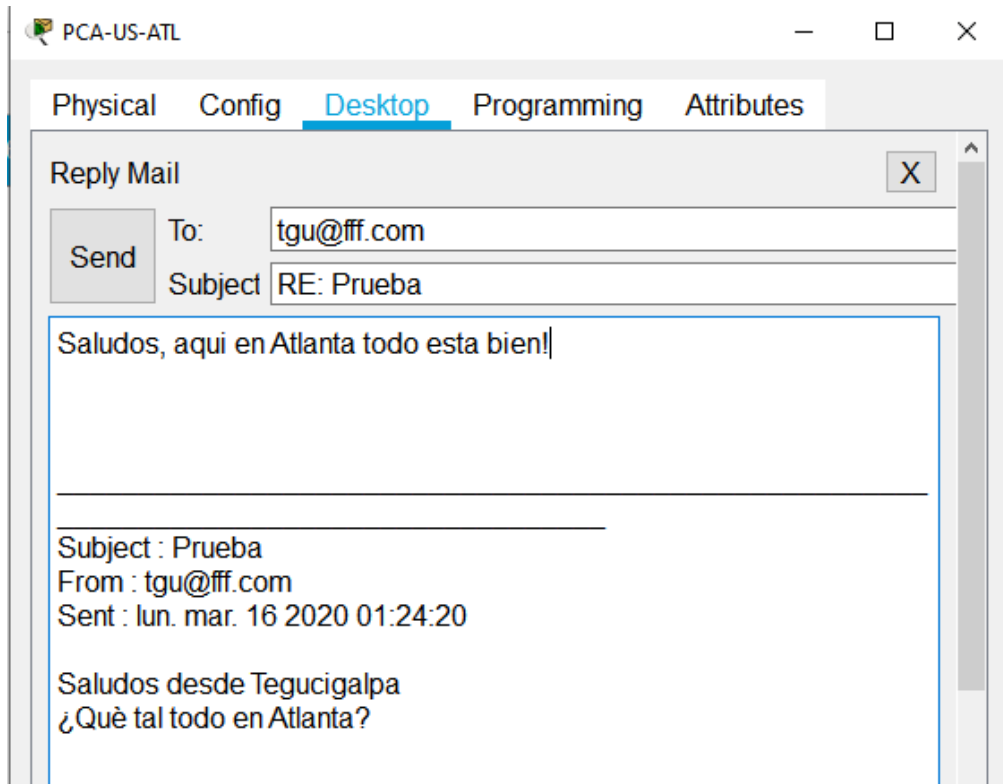 PCA-US-ATL
Physical Config Desktop Programming Attributes
Reply Mail X
Send
To: tgu@fff.com
Subject RE: Prueba
Saludos, aqui en Atlanta todo esta bien!
Subject : Prueba
From : tgu@fff.com
Sent : lun. mar. 16 2020 01:24:20
Saludos desde Tegucigalpa
¿Què tal todo en Atlanta?